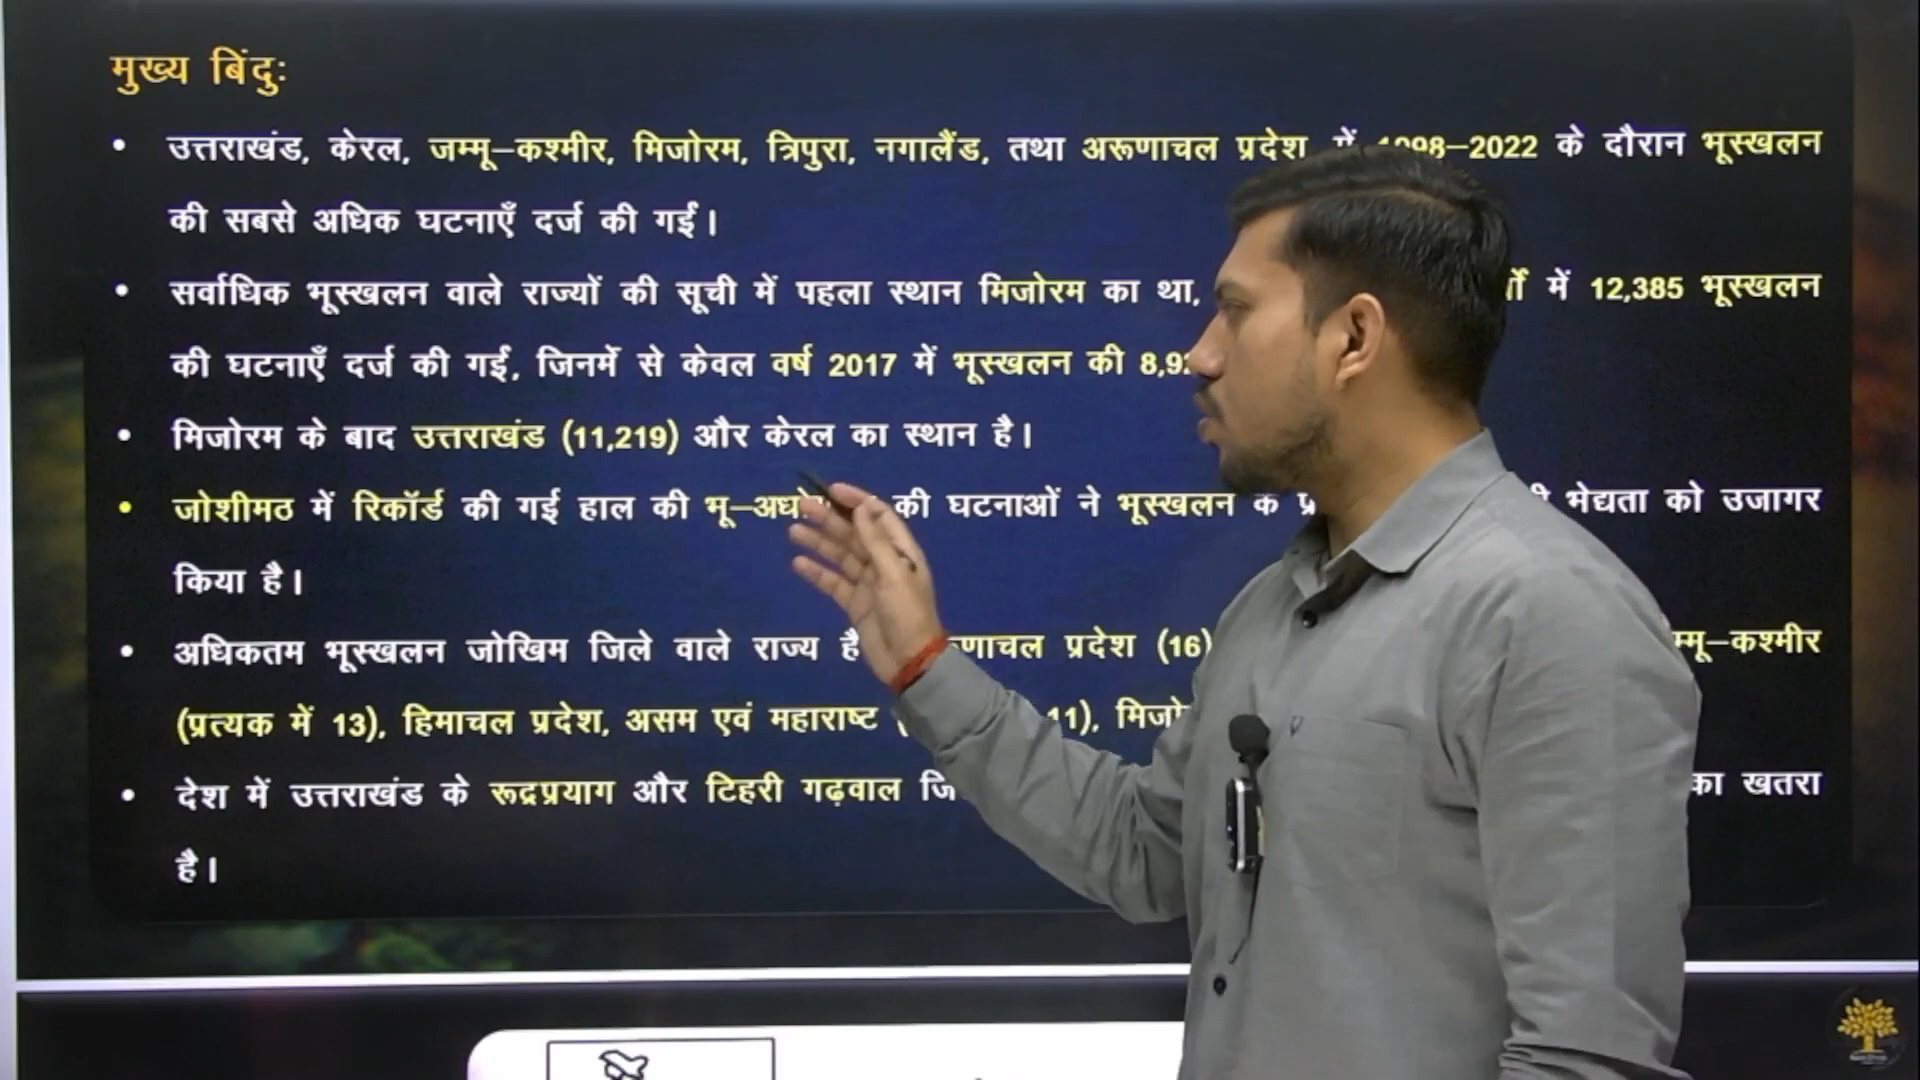 मुख्य बिंदुः
• उत्तराखंड, केरल, जम्मू–कश्मीर, मिजोरम, त्रिपुरा, नगालैंड, तथा अरूणाचल प्रदेश में 1998–2022 के दौरान भूस्खलन
की सबसे अधिक घटनाएँ दर्ज की गईं।
• सर्वाधिक भूस्खलन वाले राज्यों की सूची में पहला स्थान मिजोरम का था, में 12,385 भूस्खलन
की घटनाएँ दर्ज की गईं, जिनमें से केवल वर्ष 2017 में भूस्खलन की
• मिजोरम के बाद उत्तराखंड (11,219) और केरल का स्थान है।
• जोशीमठ में रिकॉर्ड की गई हाल की की घटनाओं ने भूस्खलन के भेद्यता को उजागर
किया है।
• अधिकतम भूस्खलन जोखिम जिले वाले राज्य प्रदेश (16)
(प्रत्यक में 13), हिमाचल प्रदेश, असम एवं महाराष्ट 11),
• देश में उत्तराखंड के रूद्रप्रयाग और टिहरी गढ़वाल का खतरा
है।